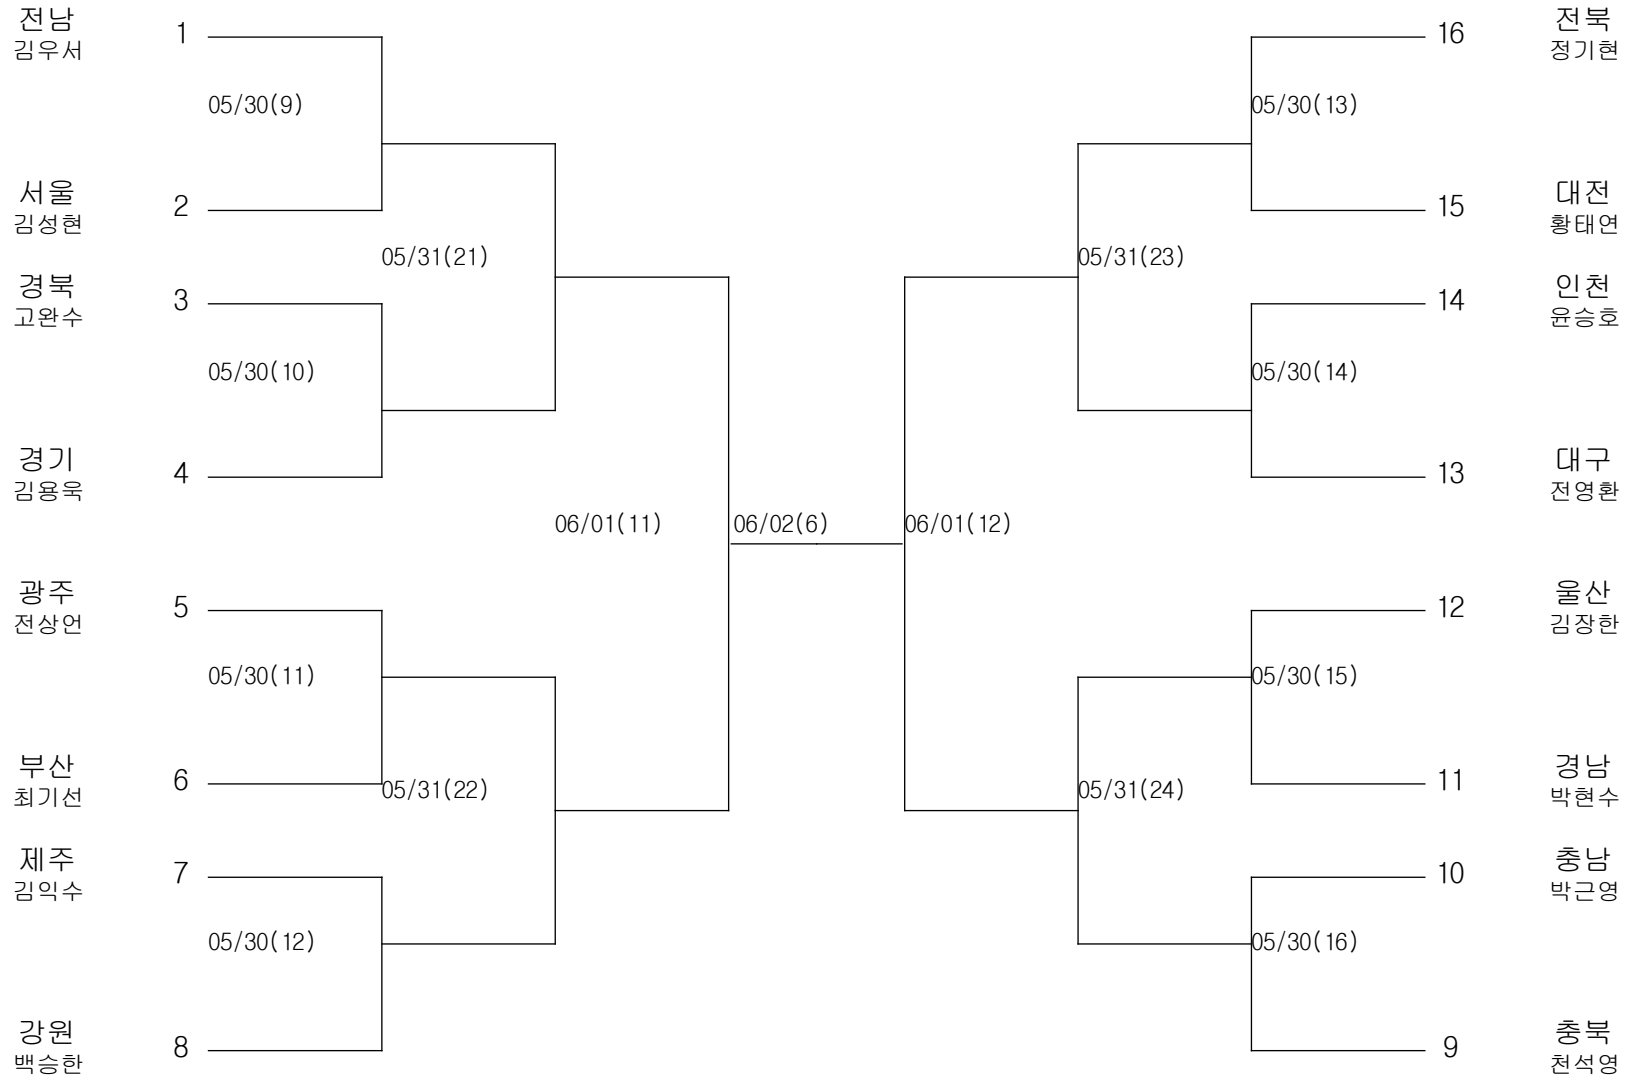 전남
김우서
1
05/30(9)
서울
김성현
2
05/31(21)
경북
고완수
3
05/30(10)
경기
김용욱
4
06/01(11)
광주
전상언
5
05/30(11)
부산
최기선
6
05/31(22)
제주
김익수
7
05/30(12)
강원
백승한
8
06/02(6)
16
전북
정기현
05/30(13)
15
대전
황태연
05/31(23)
14
인천
윤승호
05/30(14)
13
대구
전영환
06/01(12)
12
울산
김장한
05/30(15)
11
경남
박현수
05/31(24)
10
충남
박근영
05/30(16)
9
충북
천석영